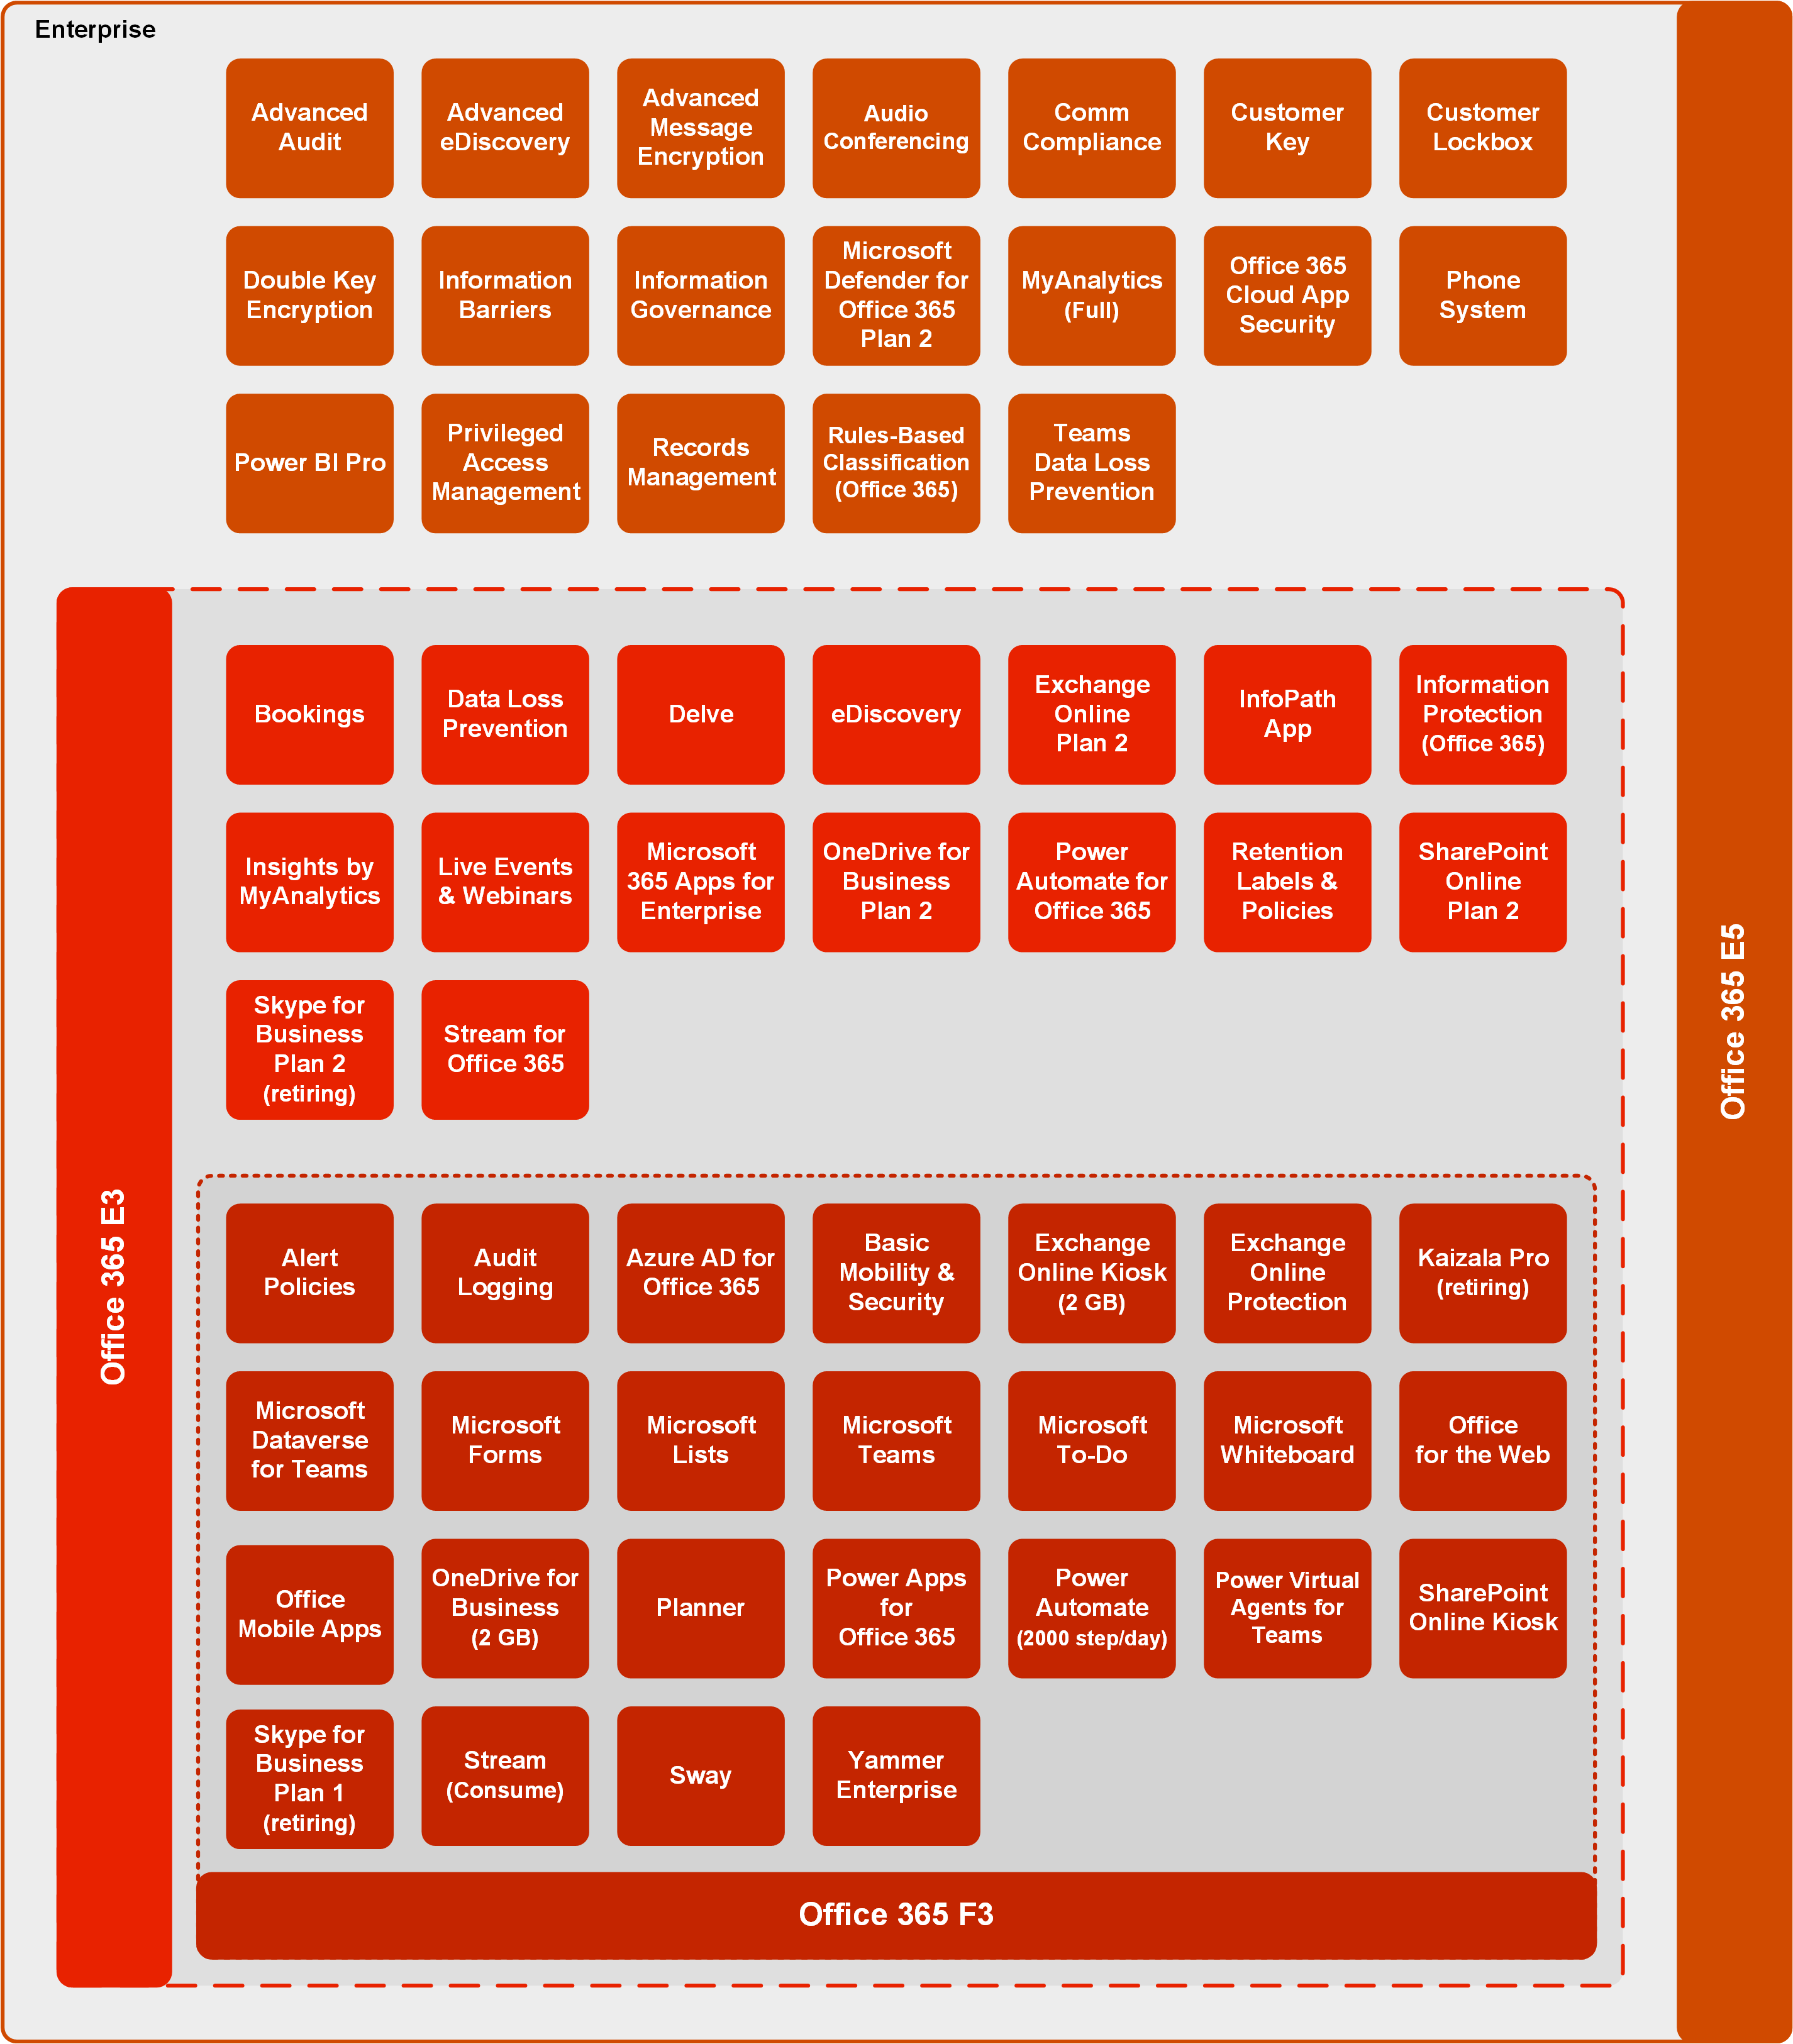 Enterprise
Advanced
Audit
Advanced
eDiscovery
Advanced
Message
Encryption
Audio
Conferencing
Comm
Compliance
Customer
Key
Customer
Lockbox
Double Key
Encryption
Information
Barriers
Information
Governance
Microsoft
Defender for
Office 365
Plan 2
MyAnalytics
(Full)
Office 365
Cloud App
Security
Phone
System
Power BI Pro
Privileged
Access
Management
Records
Management
Rules-Based
Classification
(Office 365)
Teams
Data Loss
Prevention
Bookings
Data Loss
Prevention
Delve
eDiscovery
Exchange
Online
Plan 2
InfoPath
App
Information
Protection
(Office 365)
Insights by
MyAnalytics
Live Events
& Webinars
Microsoft
365 Apps for
Enterprise
OneDrive for
Business
Plan 2
Power
Automate for
Office 365
Retention
Labels &
Policies
SharePoint
Online
Plan 2
Skype for
Business
Plan 2
(retiring)
Stream for
Office 365
Alert
Policies
Audit
Logging
Azure AD for
Office 365
Basic
Mobility &
Security
Exchange
Online Kiosk
(2 GB)
Exchange
Online
Protection
Kaizala Pro
(retiring)
Microsoft
Dataverse
for Teams
Microsoft
Forms
Microsoft
Lists
Microsoft
Teams
Microsoft
To-Do
Microsoft
Whiteboard
Office
for the Web
Office
Mobile Apps
OneDrive for
Business
(2 GB)
Planner
Power Apps
for
Office 365
Power
Automate
(2000 step/day)
Power Virtual
Agents for
Teams
SharePoint
Online Kiosk
Skype for
Business
Plan 1
(retiring)
Stream
(Consume)
Sway
Yammer
Enterprise
Office 365 F3
Office 365 E3
Office 365 E5